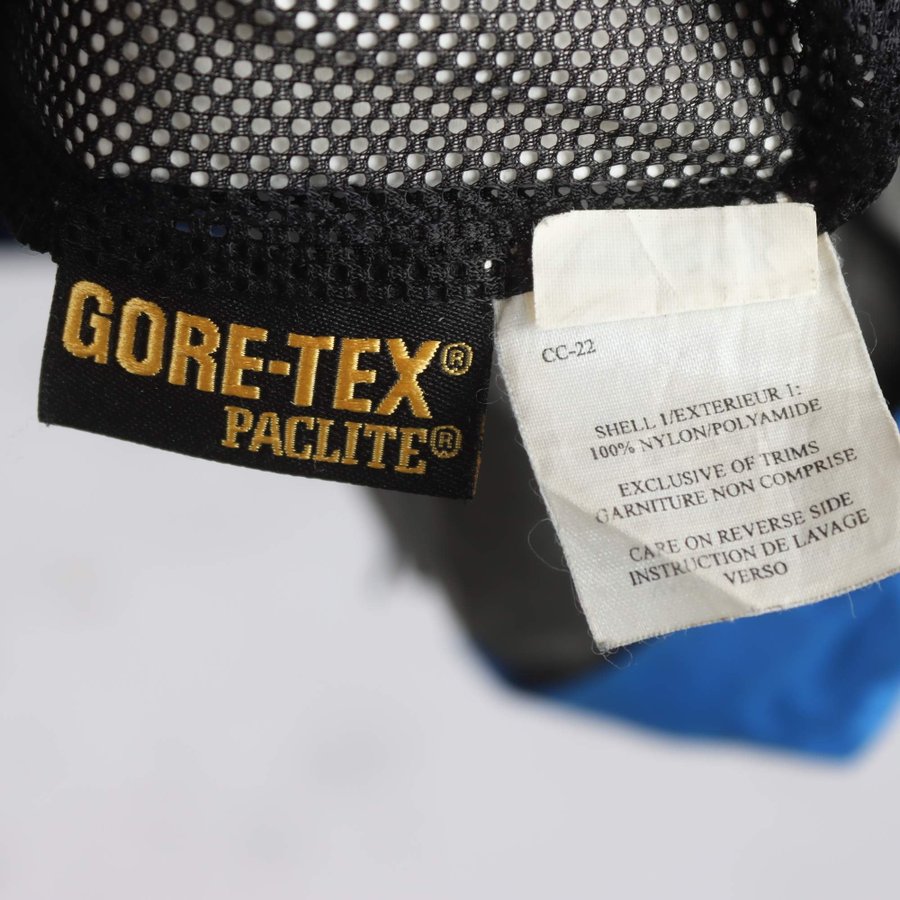 GORE-TEX®
PACLITE®
CC-22
SHELL 1/EXTERIEUR 1:
100% NYLON/POLYAMIDE
EXCLUSIVE OF TRIMS
GARNITURE NON COMPRISE
CARE ON REVERSE SIDE
INSTRUCTION DE LAVAGE
VERSO